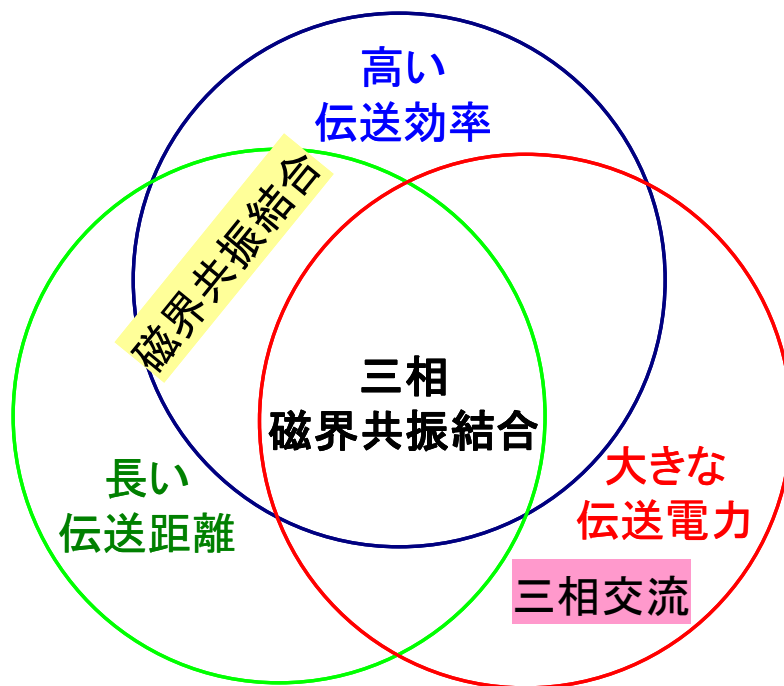 高い
伝送効率
磁界共振結合
三相
磁界共振結合
長い
伝送距離
大きな
伝送電力
三相交流